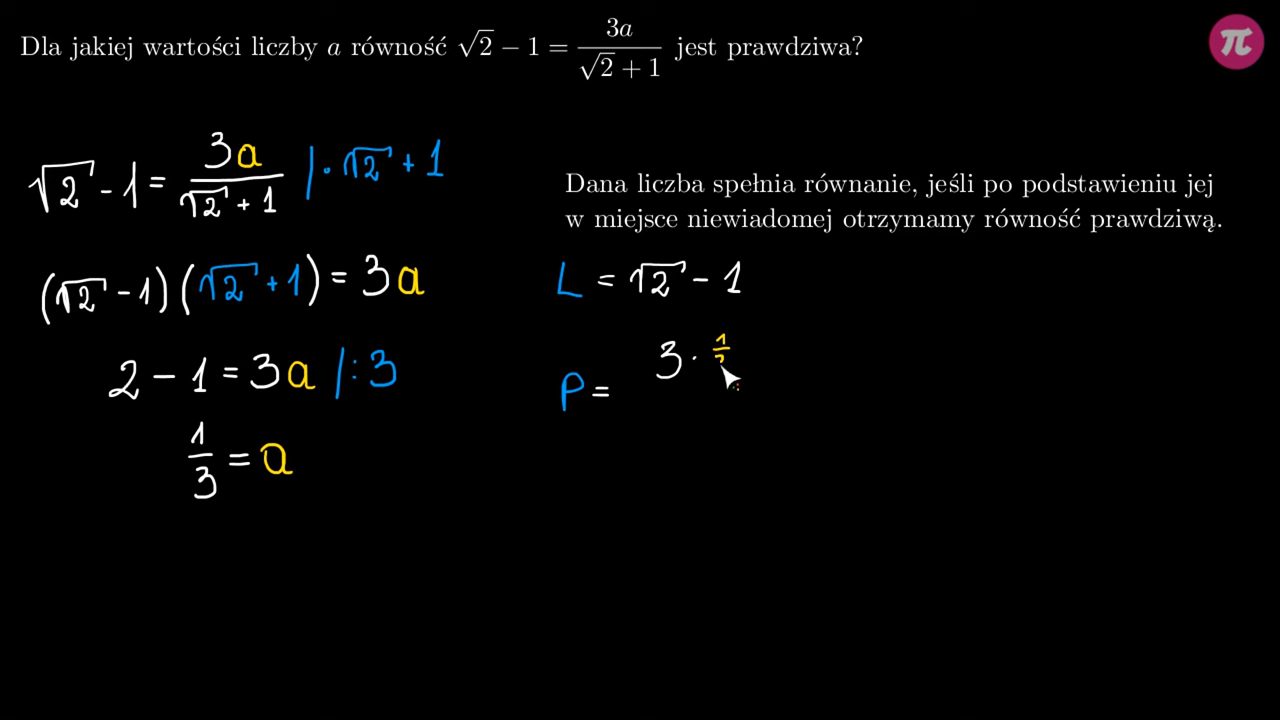 Dla jakiej wartości liczby a równość √2 − 1 = 3a/(√2 + 1) jest prawdziwa?
π
√2 - 1 = 3a/(√2 + 1) |· √2 + 1
(√2 - 1)(√2 + 1) = 3a
2 - 1 = 3a |:3
1/3 = a
Dana liczba spełnia równanie, jeśli po podstawieniu jej
w miejsce niewiadomej otrzymamy równość prawdziwą.
L = √2 - 1
P = 3 ·